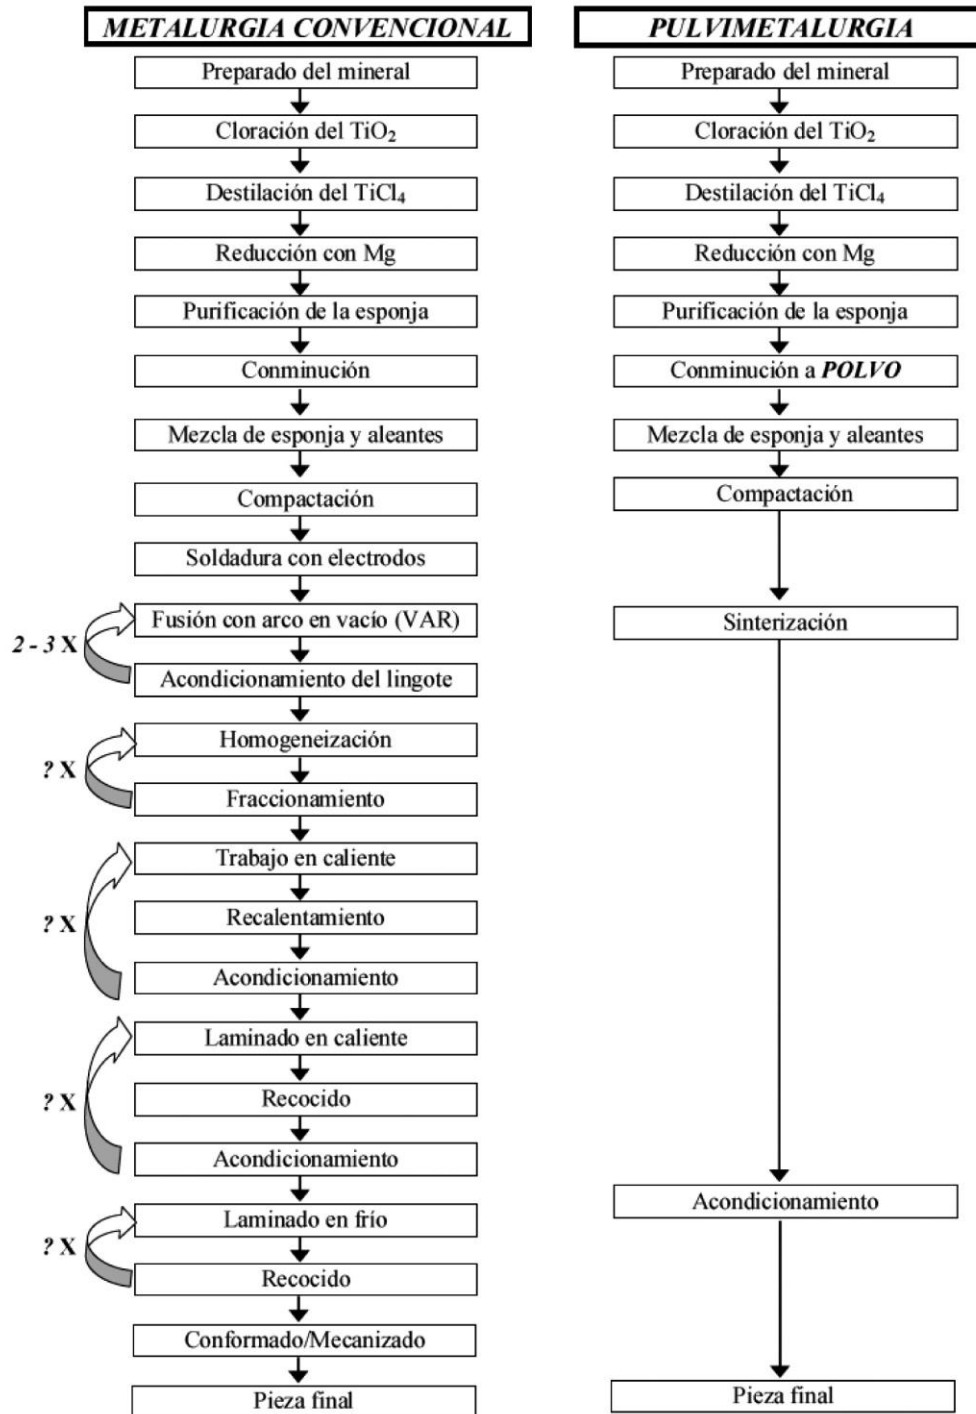 METALURGIA CONVENCIONAL
Preparado del mineral
Cloración del TiO₂
Destilación del TiCl₄
Reducción con Mg
Purificación de la esponja
Conminución
Mezcla de esponja y aleantes
Compactación
Soldadura con electrodos
Fusión con arco en vacío (VAR)
2 - 3 X
Acondicionamiento del lingote
Homogeneización
? X
Fraccionamiento
Trabajo en caliente
? X
Recalentamiento
Acondicionamiento
Laminado en caliente
? X
Recocido
Acondicionamiento
Laminado en frío
? X
Recocido
Conformado/Mecanizado
Pieza final
PULVIMETALURGIA
Preparado del mineral
Cloración del TiO₂
Destilación del TiCl₄
Reducción con Mg
Purificación de la esponja
Conminución a POLVO
Mezcla de esponja y aleantes
Compactación
Sinterización
Acondicionamiento
Pieza final